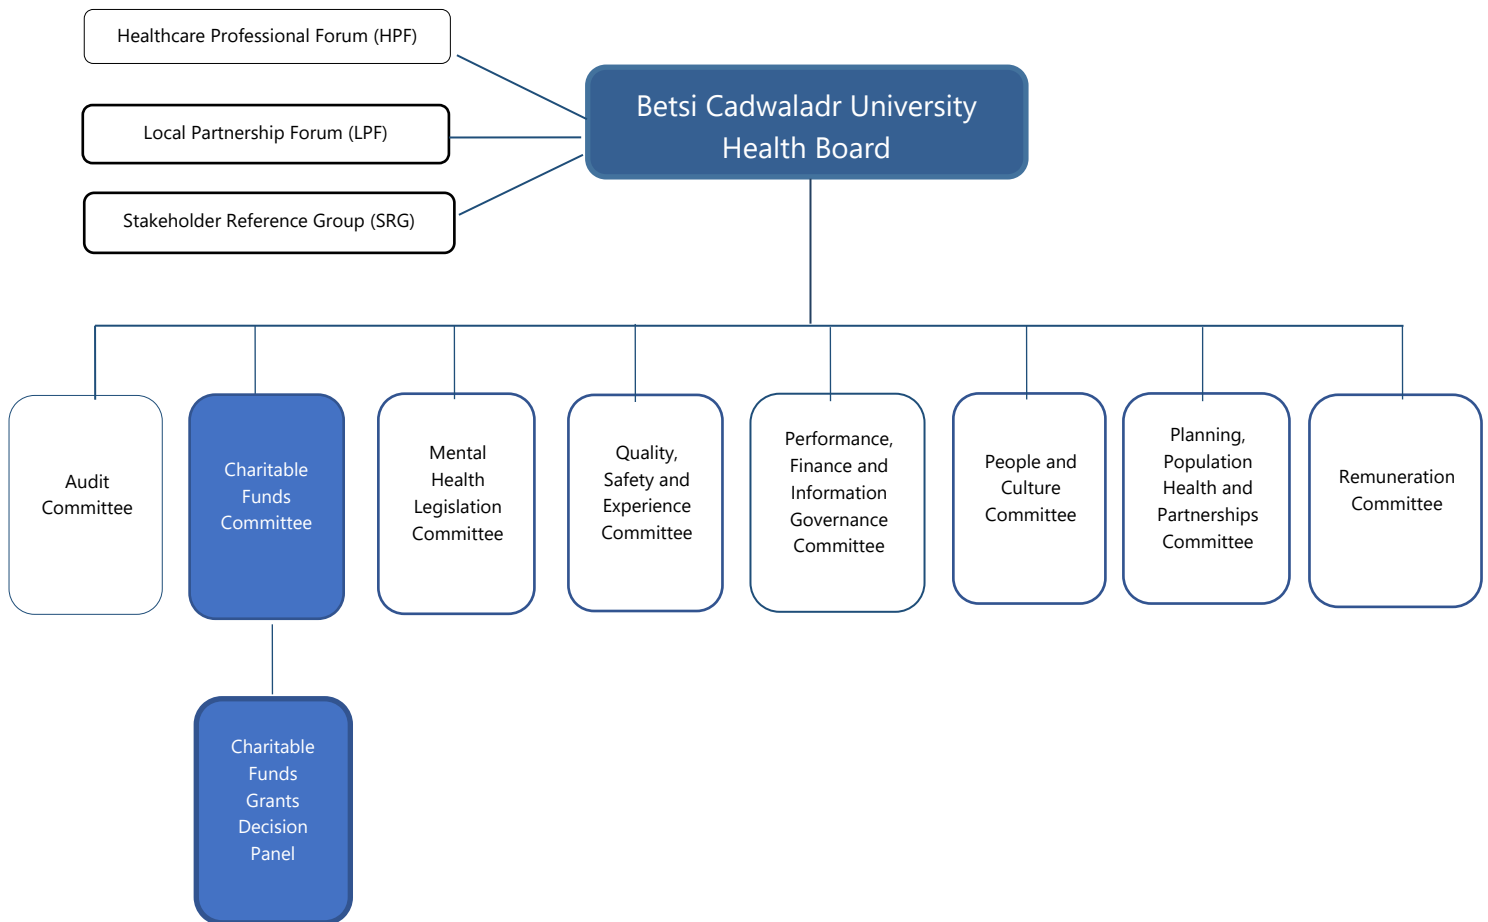 Healthcare Professional Forum (HPF)
Betsi Cadwaladr University
Health Board
Local Partnership Forum (LPF)
Stakeholder Reference Group (SRG)
Audit
Committee
Charitable
Funds
Committee
Mental
Health
Legislation
Committee
Quality,
Safety and
Experience
Committee
Performance,
Finance and
Information
Governance
Committee
People and
Culture
Committee
Planning,
Population
Health and
Partnerships
Committee
Remuneration
Committee
Charitable
Funds
Grants
Decision
Panel